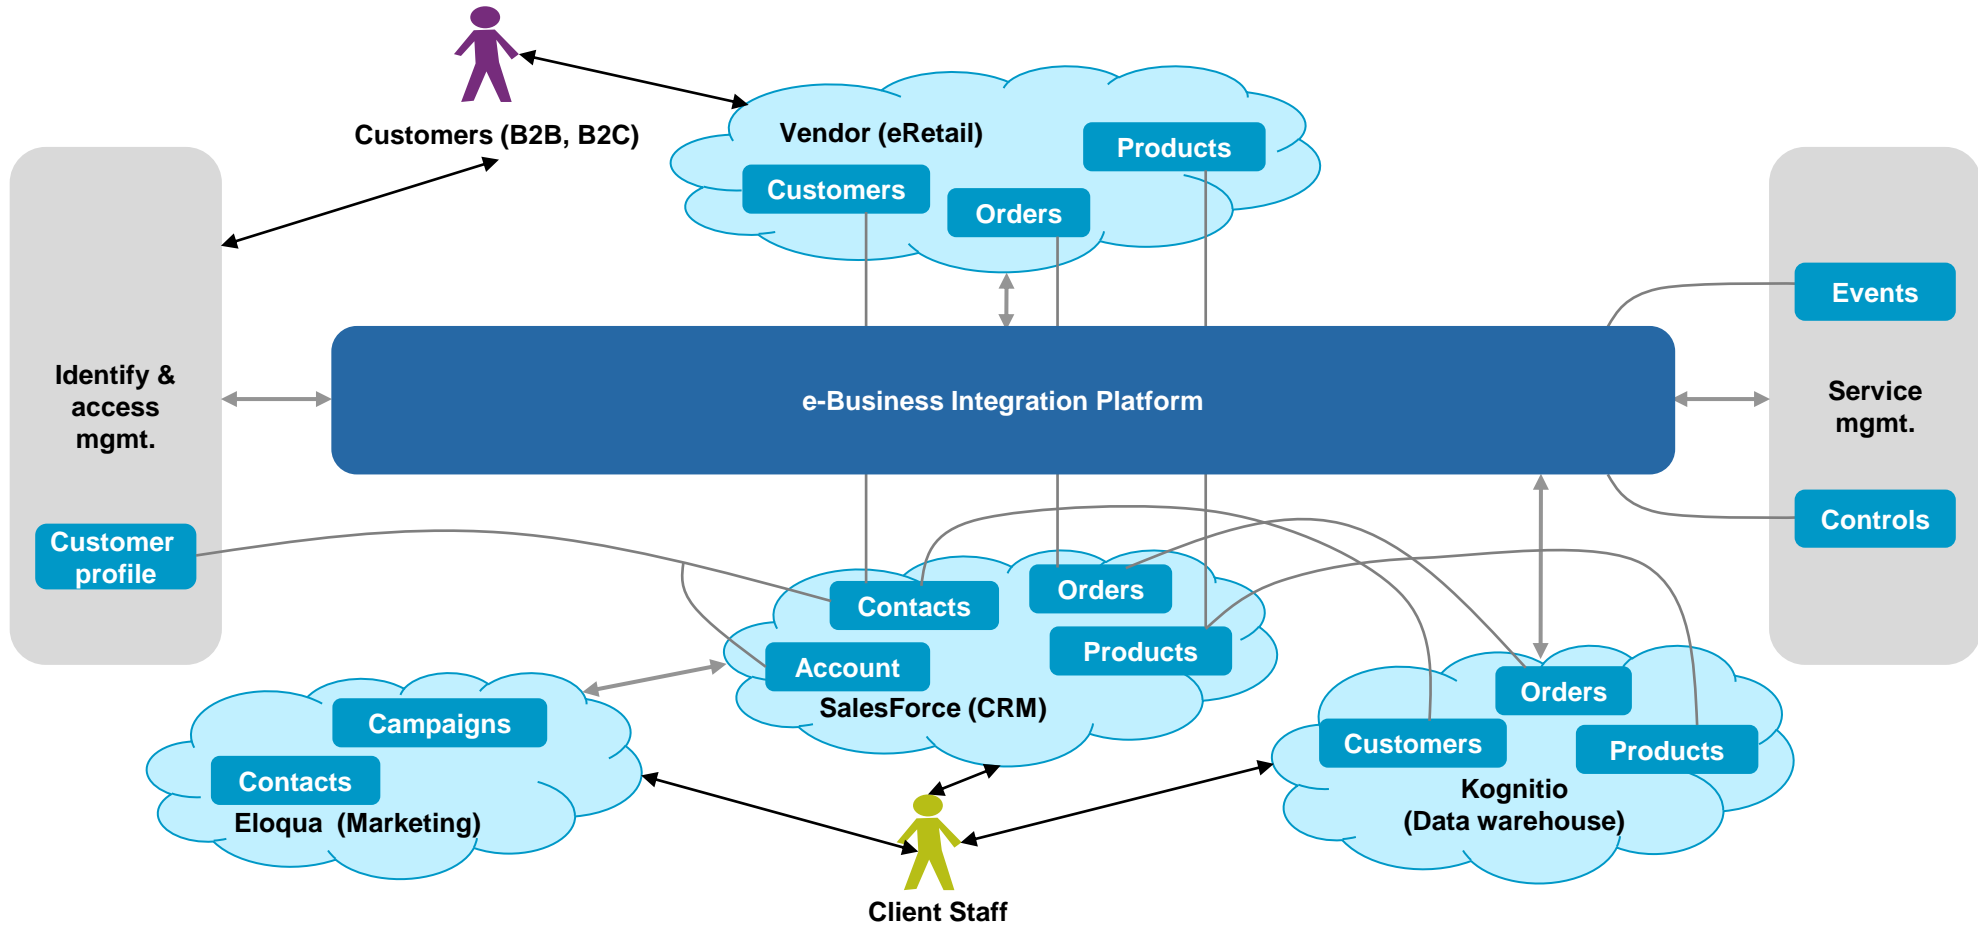 Customers (B2B, B2C)
Vendor (eRetail)
Products
Customers
Orders
Events
Identify &
access
mgmt.
e-Business Integration Platform
Service
mgmt.
Controls
Customer
profile
Contacts
Orders
Account
Products
SalesForce (CRM)
Campaigns
Contacts
Eloqua  (Marketing)
Orders
Customers
Products
Kognitio
(Data warehouse)
Client Staff